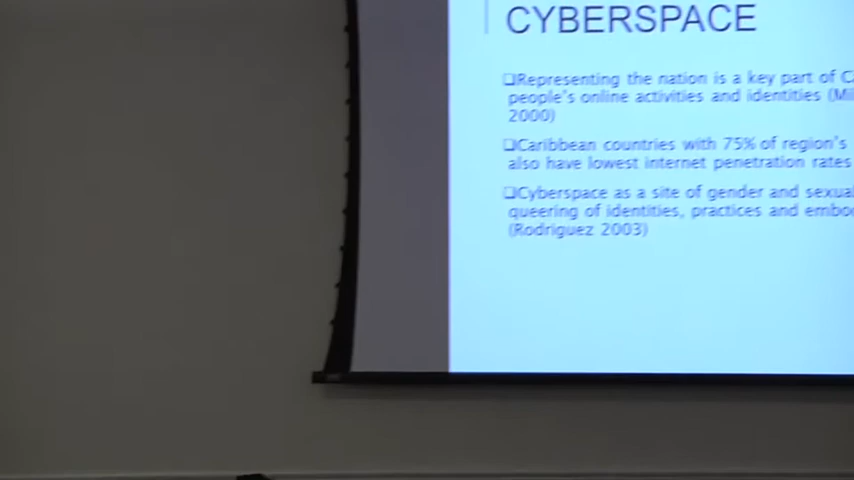 CYBERSPACE
❑Representing the nation is a key part of
people's online activities and identities
2000)
❑Caribbean countries with 75% of region's
also have lowest internet penetration rates
❑Cyberspace as a site of gender and
queering of identities, practices and
(Rodriguez 2003)